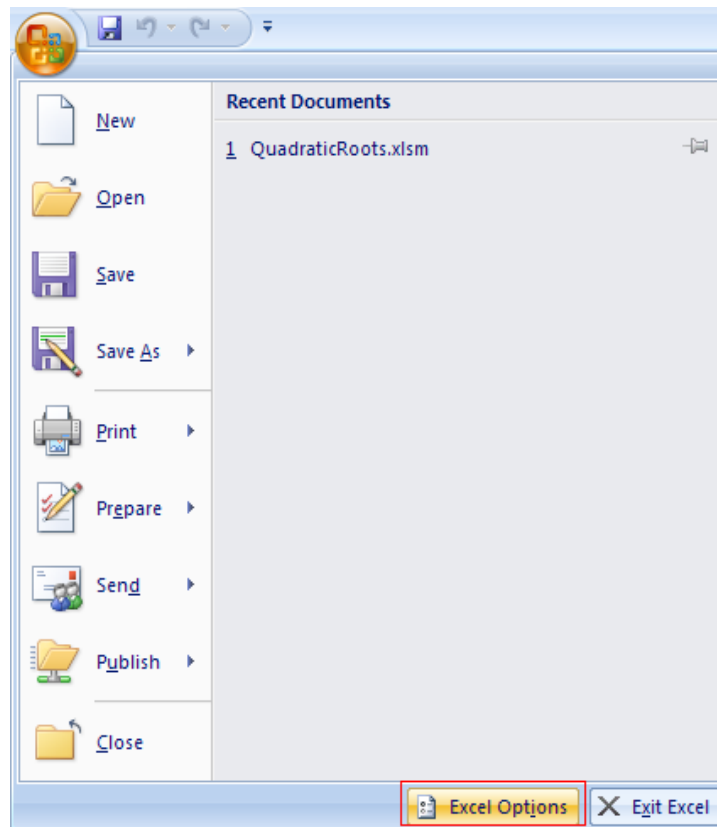 New
Open
Save
Save As
Print
Prepare
Send
Publish
Close
Recent Documents
1 QuadraticRoots.xlsm
Excel Options
Exit Excel